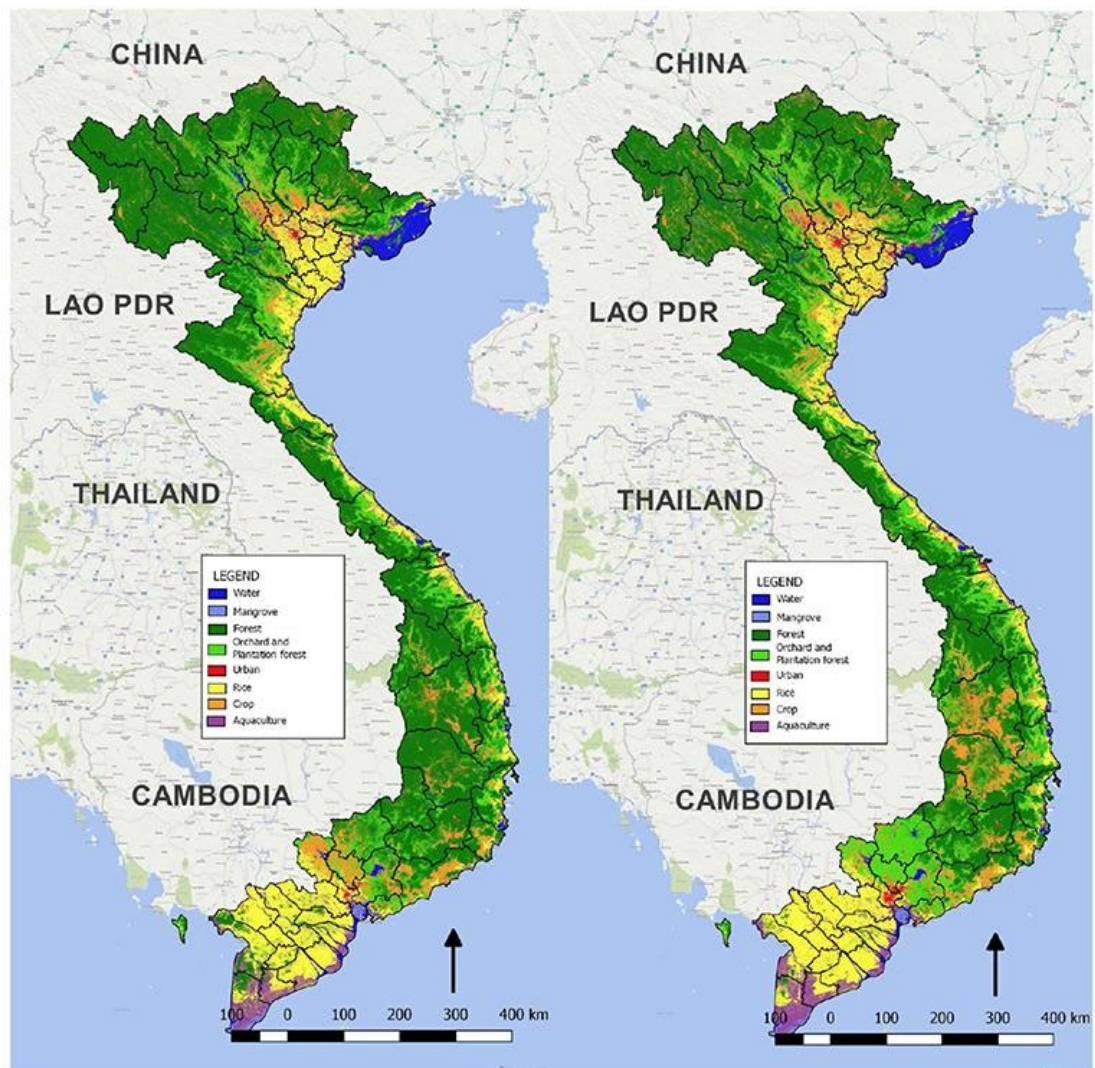 CHINA
LAO PDR
THAILAND
LEGEND
Water
Mangrove
Forest
Orchard and
Plantation forest
Urban
Rice
Crop
Aquaculture
CAMBODIA
100 0 100 200 300 400 km
CHINA
LAO PDR
THAILAND
LEGEND
Water
Mangrove
Forest
Orchard and
Plantation forest
Urban
Rice
Crop
Aquaculture
CAMBODIA
100 0 100 200 300 400 km